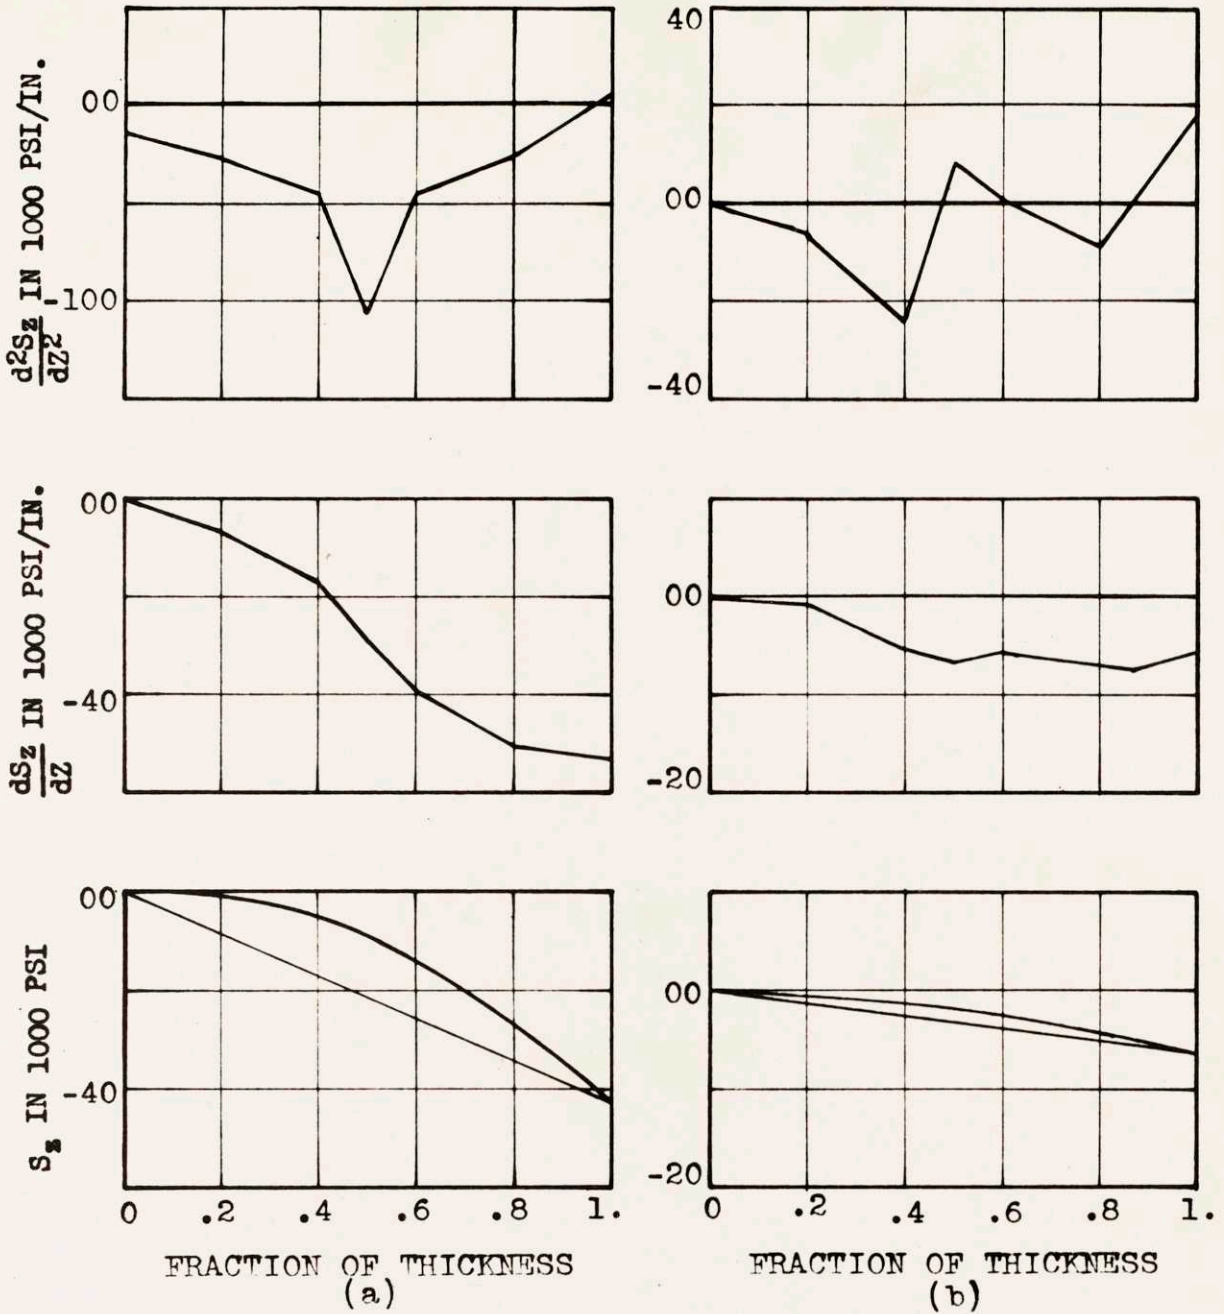 d²Sz/dZ² IN 1000 PSI/IN.
00
-100
40
00
-40
dSz/dZ IN 1000 PSI/IN.
00
-40
00
-20
Sz IN 1000 PSI
00
-40
00
-20
0 .2 .4 .6 .8 1.
0 .2 .4 .6 .8 1.
FRACTION OF THICKNESS
(a)
FRACTION OF THICKNESS
(b)